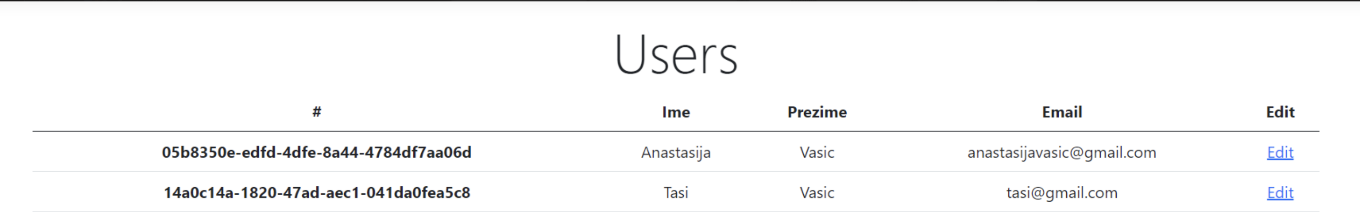 Users
# Ime Prezime Email Edit
05b8350e-edfd-4dfe-8a44-4784df7aa06d Anastasija Vasic anastasijavasic@gmail.com Edit
14a0c14a-1820-47ad-aec1-041da0fea5c8 Tasi Vasic tasi@gmail.com Edit